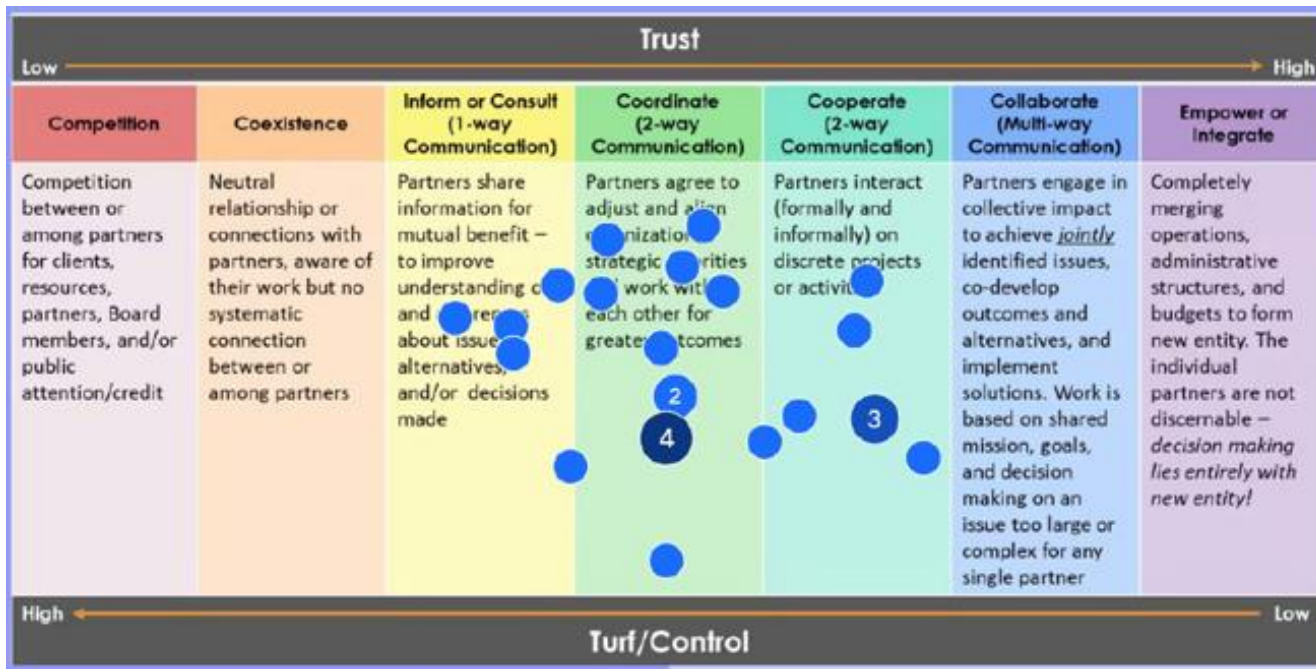 Trust
Low
High
Competition
Coexistence
Inform or Consult
(1-way
Communication)
Coordinate
(2-way
Communication)
Cooperate
(2-way
Communication)
Collaborate
(Multi-way
Communication)
Empower or
Integrate
Competition
between or
among partners
for clients,
resources,
partners, Board
members, and/or
public
attention/credit
Neutral
relationship or
connections with
partners, aware of
their work but no
systematic
connection
between or
among partners
Partners share
information for
mutual benefit –
to improve
understanding
and
about
alternatives,
and/or decisions
made
Partners agree to
adjust and align
strategic
work with
each other for
greater outcomes
Partners interact
(formally and
informally) on
discrete projects
or
Partners engage in
collective impact
to achieve jointly
identified issues,
co-develop
outcomes and
alternatives, and
implement
solutions. Work is
based on shared
mission, goals,
and decision
making on an
issue too large or
complex for any
single partner
Completely
merging
operations,
administrative
structures, and
budgets to form
new entity. The
individual
partners are not
discernable –
decision making
lies entirely with
new entity!
2
4
3
High
Low
Turf/Control